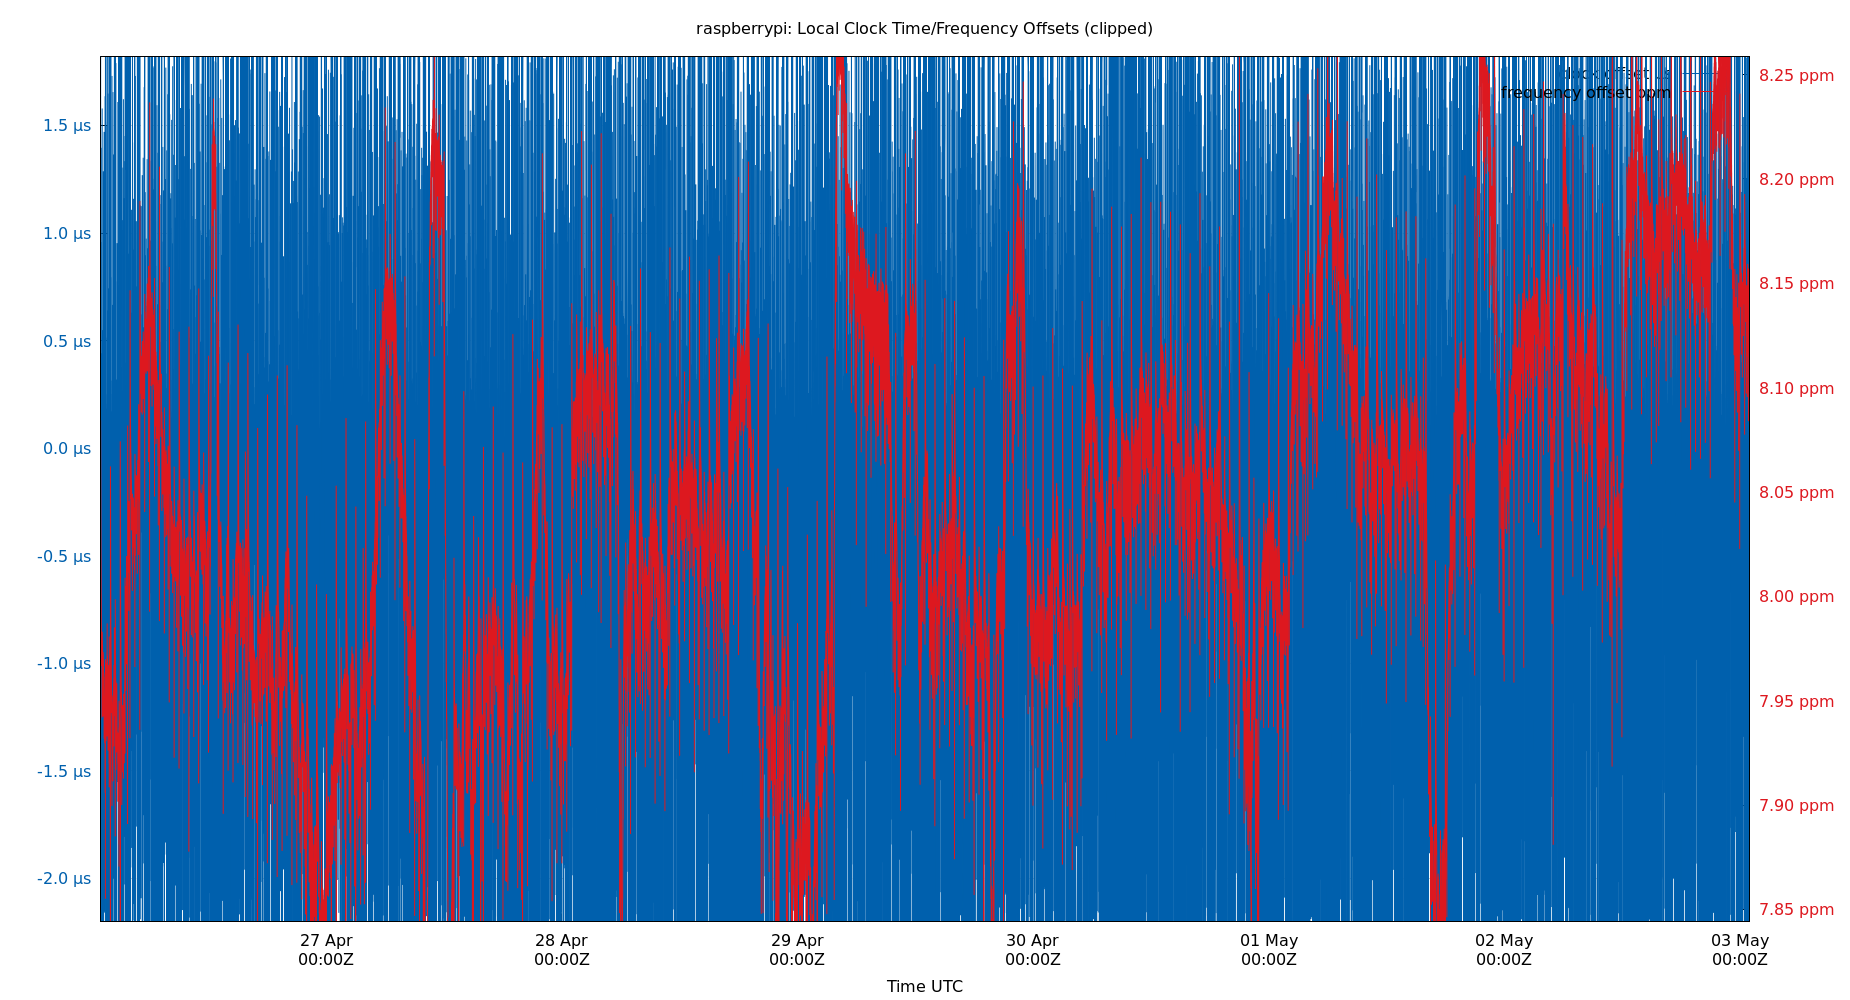 raspberrypi: Local Clock Time/Frequency Offsets (clipped)
clock offset μs
frequency offset ppm
1.5 μs
1.0 μs
0.5 μs
0.0 μs
-0.5 μs
-1.0 μs
-1.5 μs
-2.0 μs
8.25 ppm
8.20 ppm
8.15 ppm
8.10 ppm
8.05 ppm
8.00 ppm
7.95 ppm
7.90 ppm
7.85 ppm
27 Apr 28 Apr 29 Apr 30 Apr 01 May 02 May 03 May
00:00Z 00:00Z 00:00Z 00:00Z 00:00Z 00:00Z 00:00Z
Time UTC